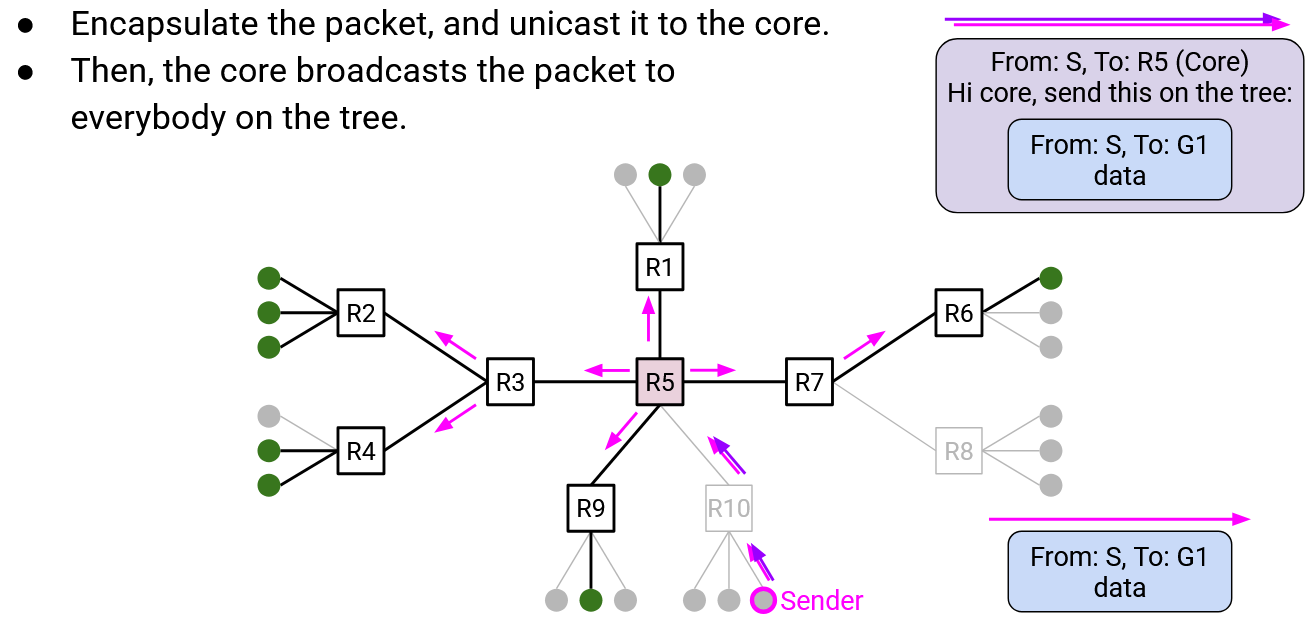 ● Encapsulate the packet, and unicast it to the core.
● Then, the core broadcasts the packet to
everybody on the tree.
From: S, To: R5 (Core)
Hi core, send this on the tree:
From: S, To: G1
data
R1
R2
R6
R3
R5
R7
R4
R8
R9
R10
Sender
From: S, To: G1
data